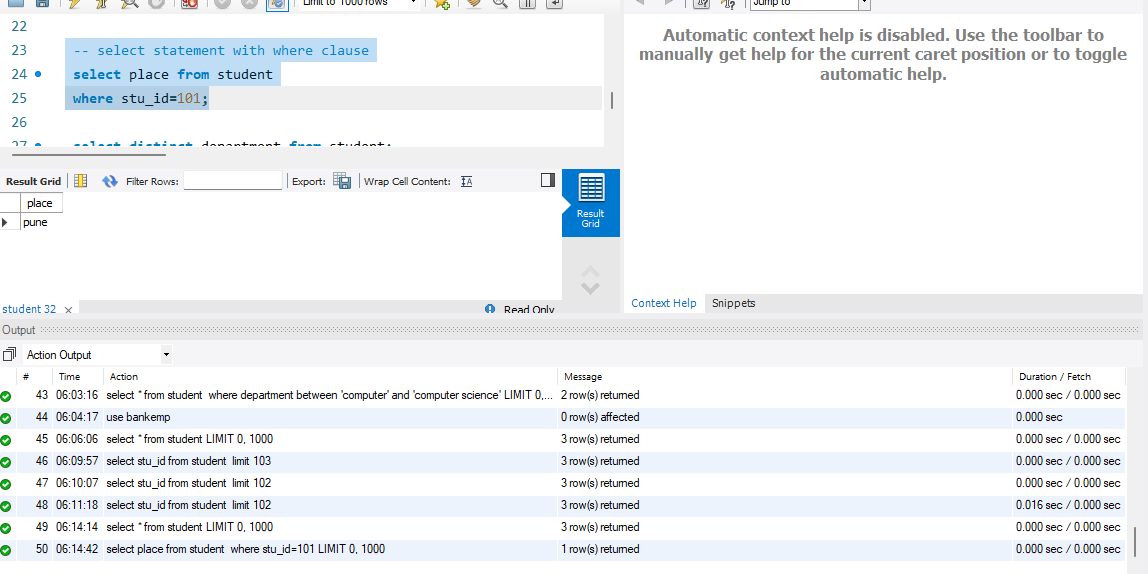 Limit to 1000 rows
Jump to
22
23 -- select statement with where clause
24 select place from student
25 where stu_id=101;
26
27 select distinct department from student;
Automatic context help is disabled. Use the toolbar to
manually get help for the current caret position or to toggle
automatic help.
Result Grid Filter Rows: Export: Wrap Cell Content: IA
place
pune
Result
Grid
student 32 × Read Only
Context Help Snippets
Output
Action Output
# Time Action Message Duration / Fetch
43 06:03:16 select * from student  where department between 'computer' and 'computer science' LIMIT 0,... 2 row(s) returned 0.000 sec / 0.000 sec
44 06:04:17 use bankemp 0 row(s) affected 0.000 sec
45 06:06:06 select * from student LIMIT 0, 1000 3 row(s) returned 0.000 sec / 0.000 sec
46 06:09:57 select stu_id from student  limit 103 3 row(s) returned 0.000 sec / 0.000 sec
47 06:10:07 select stu_id from student  limit 102 3 row(s) returned 0.000 sec / 0.000 sec
48 06:11:18 select stu_id from student  limit 102 3 row(s) returned 0.016 sec / 0.000 sec
49 06:14:14 select * from student LIMIT 0, 1000 3 row(s) returned 0.000 sec / 0.000 sec
50 06:14:42 select place from student  where stu_id=101 LIMIT 0, 1000 1 row(s) returned 0.000 sec / 0.000 sec